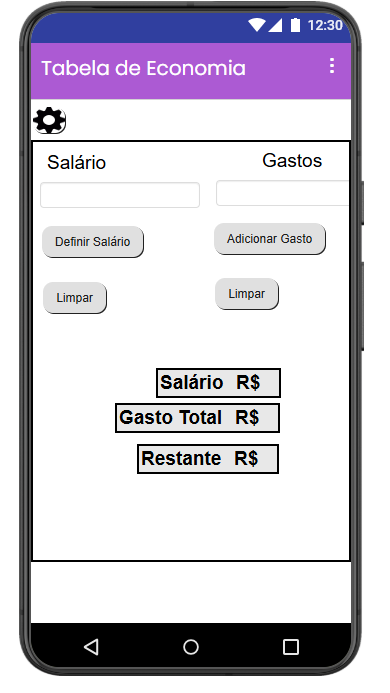 12:30
Tabela de Economia
Salário
Gastos
Definir Salário
Adicionar Gasto
Limpar
Limpar
Salário R$
Gasto Total R$
Restante R$